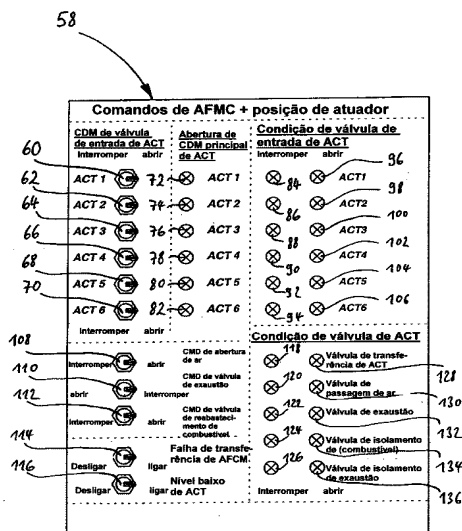 58
Comandos de AFMC + posição de atuador
CDM de válvula
de entrada de ACT
Interromper abrir
Abertura de
CDM principal
de ACT
Condição de válvula de
entrada de ACT
Interromper abrir
60 ACT 1 72 ACT 1 84 ACT1 96
62 ACT 2 74 ACT 2 86 ACT2 98
64 ACT 3 76 ACT 3 88 ACT3 100
66 ACT 4 78 ACT 4 90 ACT4 102
68 ACT 5 80 ACT 5 92 ACT5 104
70 ACT 6 82 ACT 6 94 ACT6 106
Interromper abrir
108 Interromper abrir
CMD de abertura
de ar
110 abrir Interromper
CMD de válvula
de exaustão
112 Interromper abrir
CMD de válvula
de reabasteci-
mento de
combustível
114 Desligar ligar
Falha de transfe-
rência de AFCM
116 Desligar ligar
Nível baixo
de ACT
Condição de válvula de ACT
118 Válvula de transfe-
rência de ACT 128
120 Válvula de
passagem de ar 130
122 Válvula de exaustão 132
124 Válvula de isolamento
de (combustível) 134
126 Válvula de isolamento
de exaustão 136
Interromper abrir